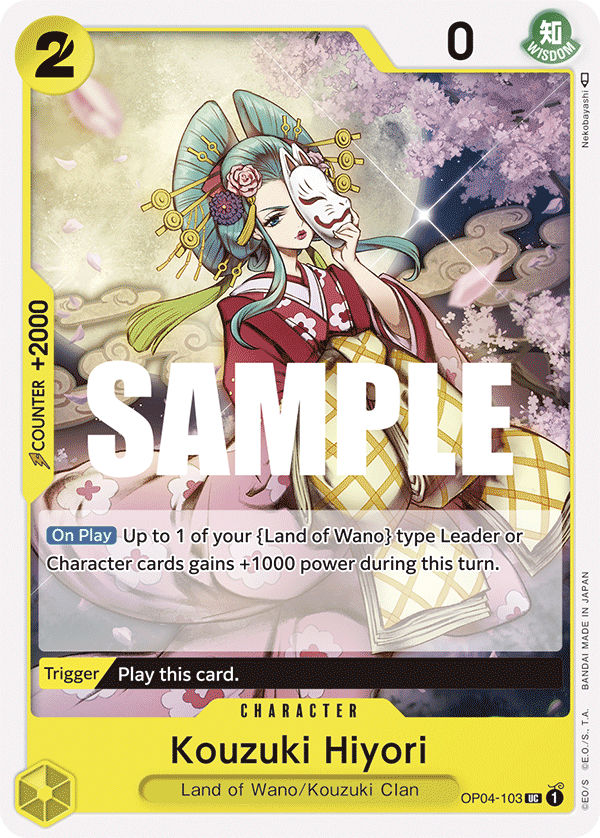 2
0
知
WISDOM
Nekobayashi
COUNTER +2000
SAMPLE
On Play Up to 1 of your {Land of Wano} type Leader or
Character cards gains +1000 power during this turn.
Trigger Play this card.
CHARACTER
Kouzuki Hiyori
Land of Wano/Kouzuki Clan
OP04-103 UC 1
©EO/S ©E.O./S., T.A. BANDAI MADE IN JAPAN